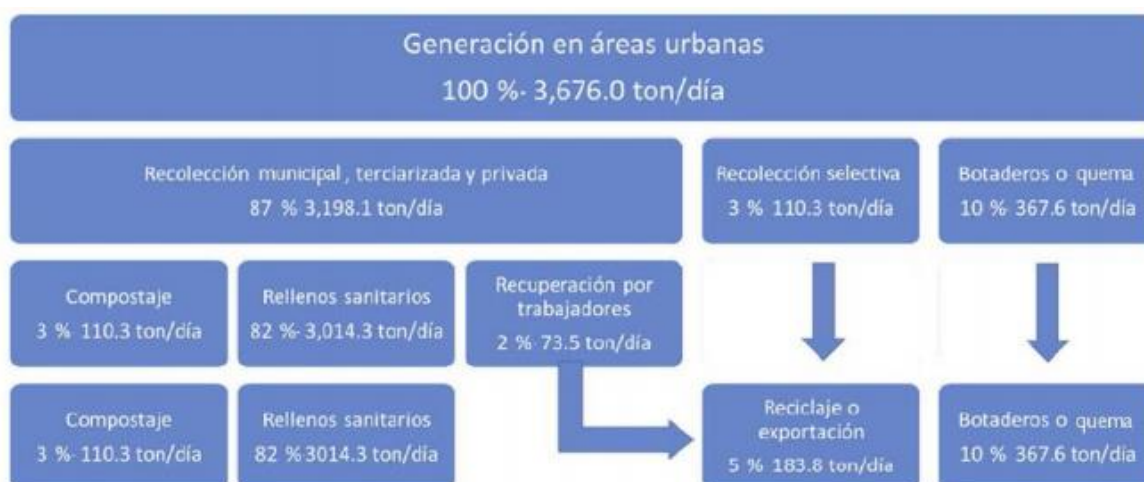 Generación en áreas urbanas
100 %- 3,676.0 ton/día
Recolección municipal, terciarizada y privada
87 % 3,198.1 ton/día
Recolección selectiva
3 % 110.3 ton/día
Botaderos o quema
10 % 367.6 ton/día
Compostaje
3 % 110.3 ton/día
Rellenos sanitarios
82 %- 3,014.3 ton/día
Recuperación por
trabajadores
2 % 73.5 ton/día
Compostaje
3 %- 110.3 ton/día
Rellenos sanitarios
82 % 3014.3 ton/día
Reciclaje o
exportación
5 % 183.8 ton/día
Botaderos o quema
10 % 367.6 ton/día